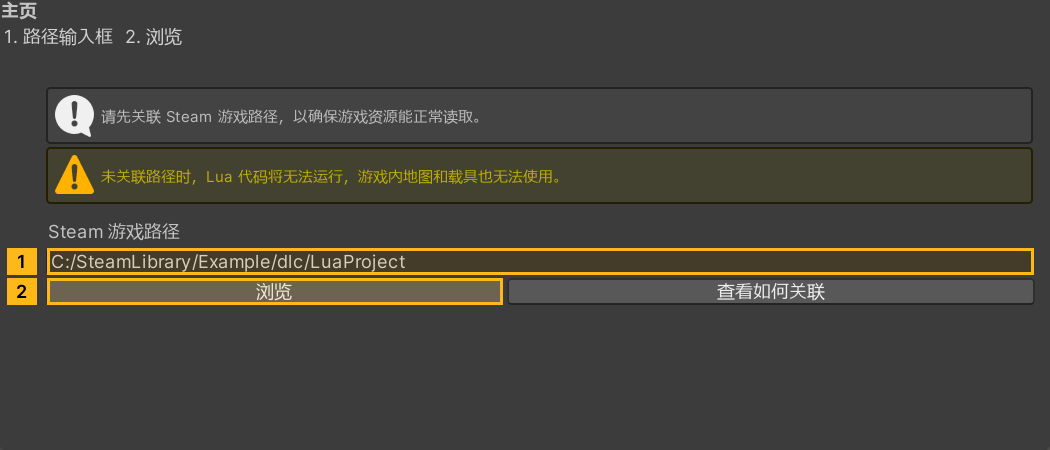 主页
1. 路径输入框 2. 浏览
请先关联 Steam 游戏路径，以确保游戏资源能正常读取。
未关联路径时，Lua 代码将无法运行，游戏内地图和载具也无法使用。
Steam 游戏路径
1 C:/SteamLibrary/Example/dlc/LuaProject
2 浏览 查看如何关联